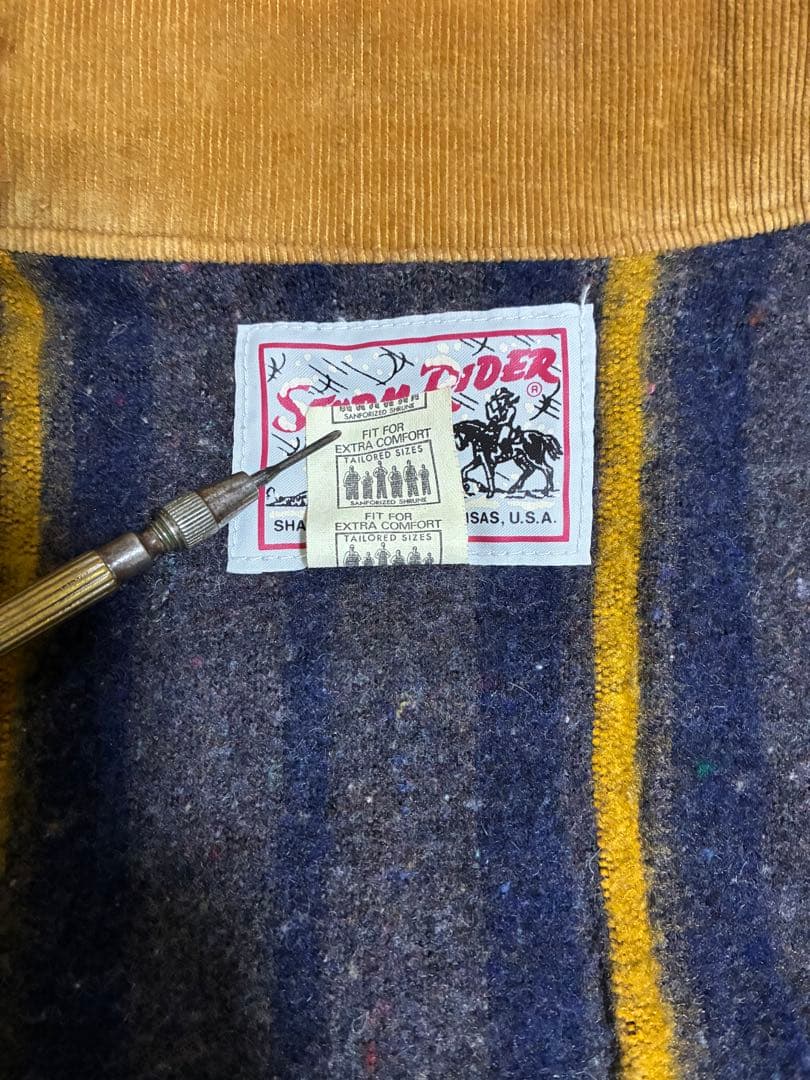 STORM RIDER ®
SANFORIZED SHRUNK
FIT FOR
EXTRA COMFORT
TAILORED SIZES
SANFORIZED SHRUNK
FIT FOR
EXTRA COMFORT
TAILORED SIZES
SHA
SAS, U.S.A.